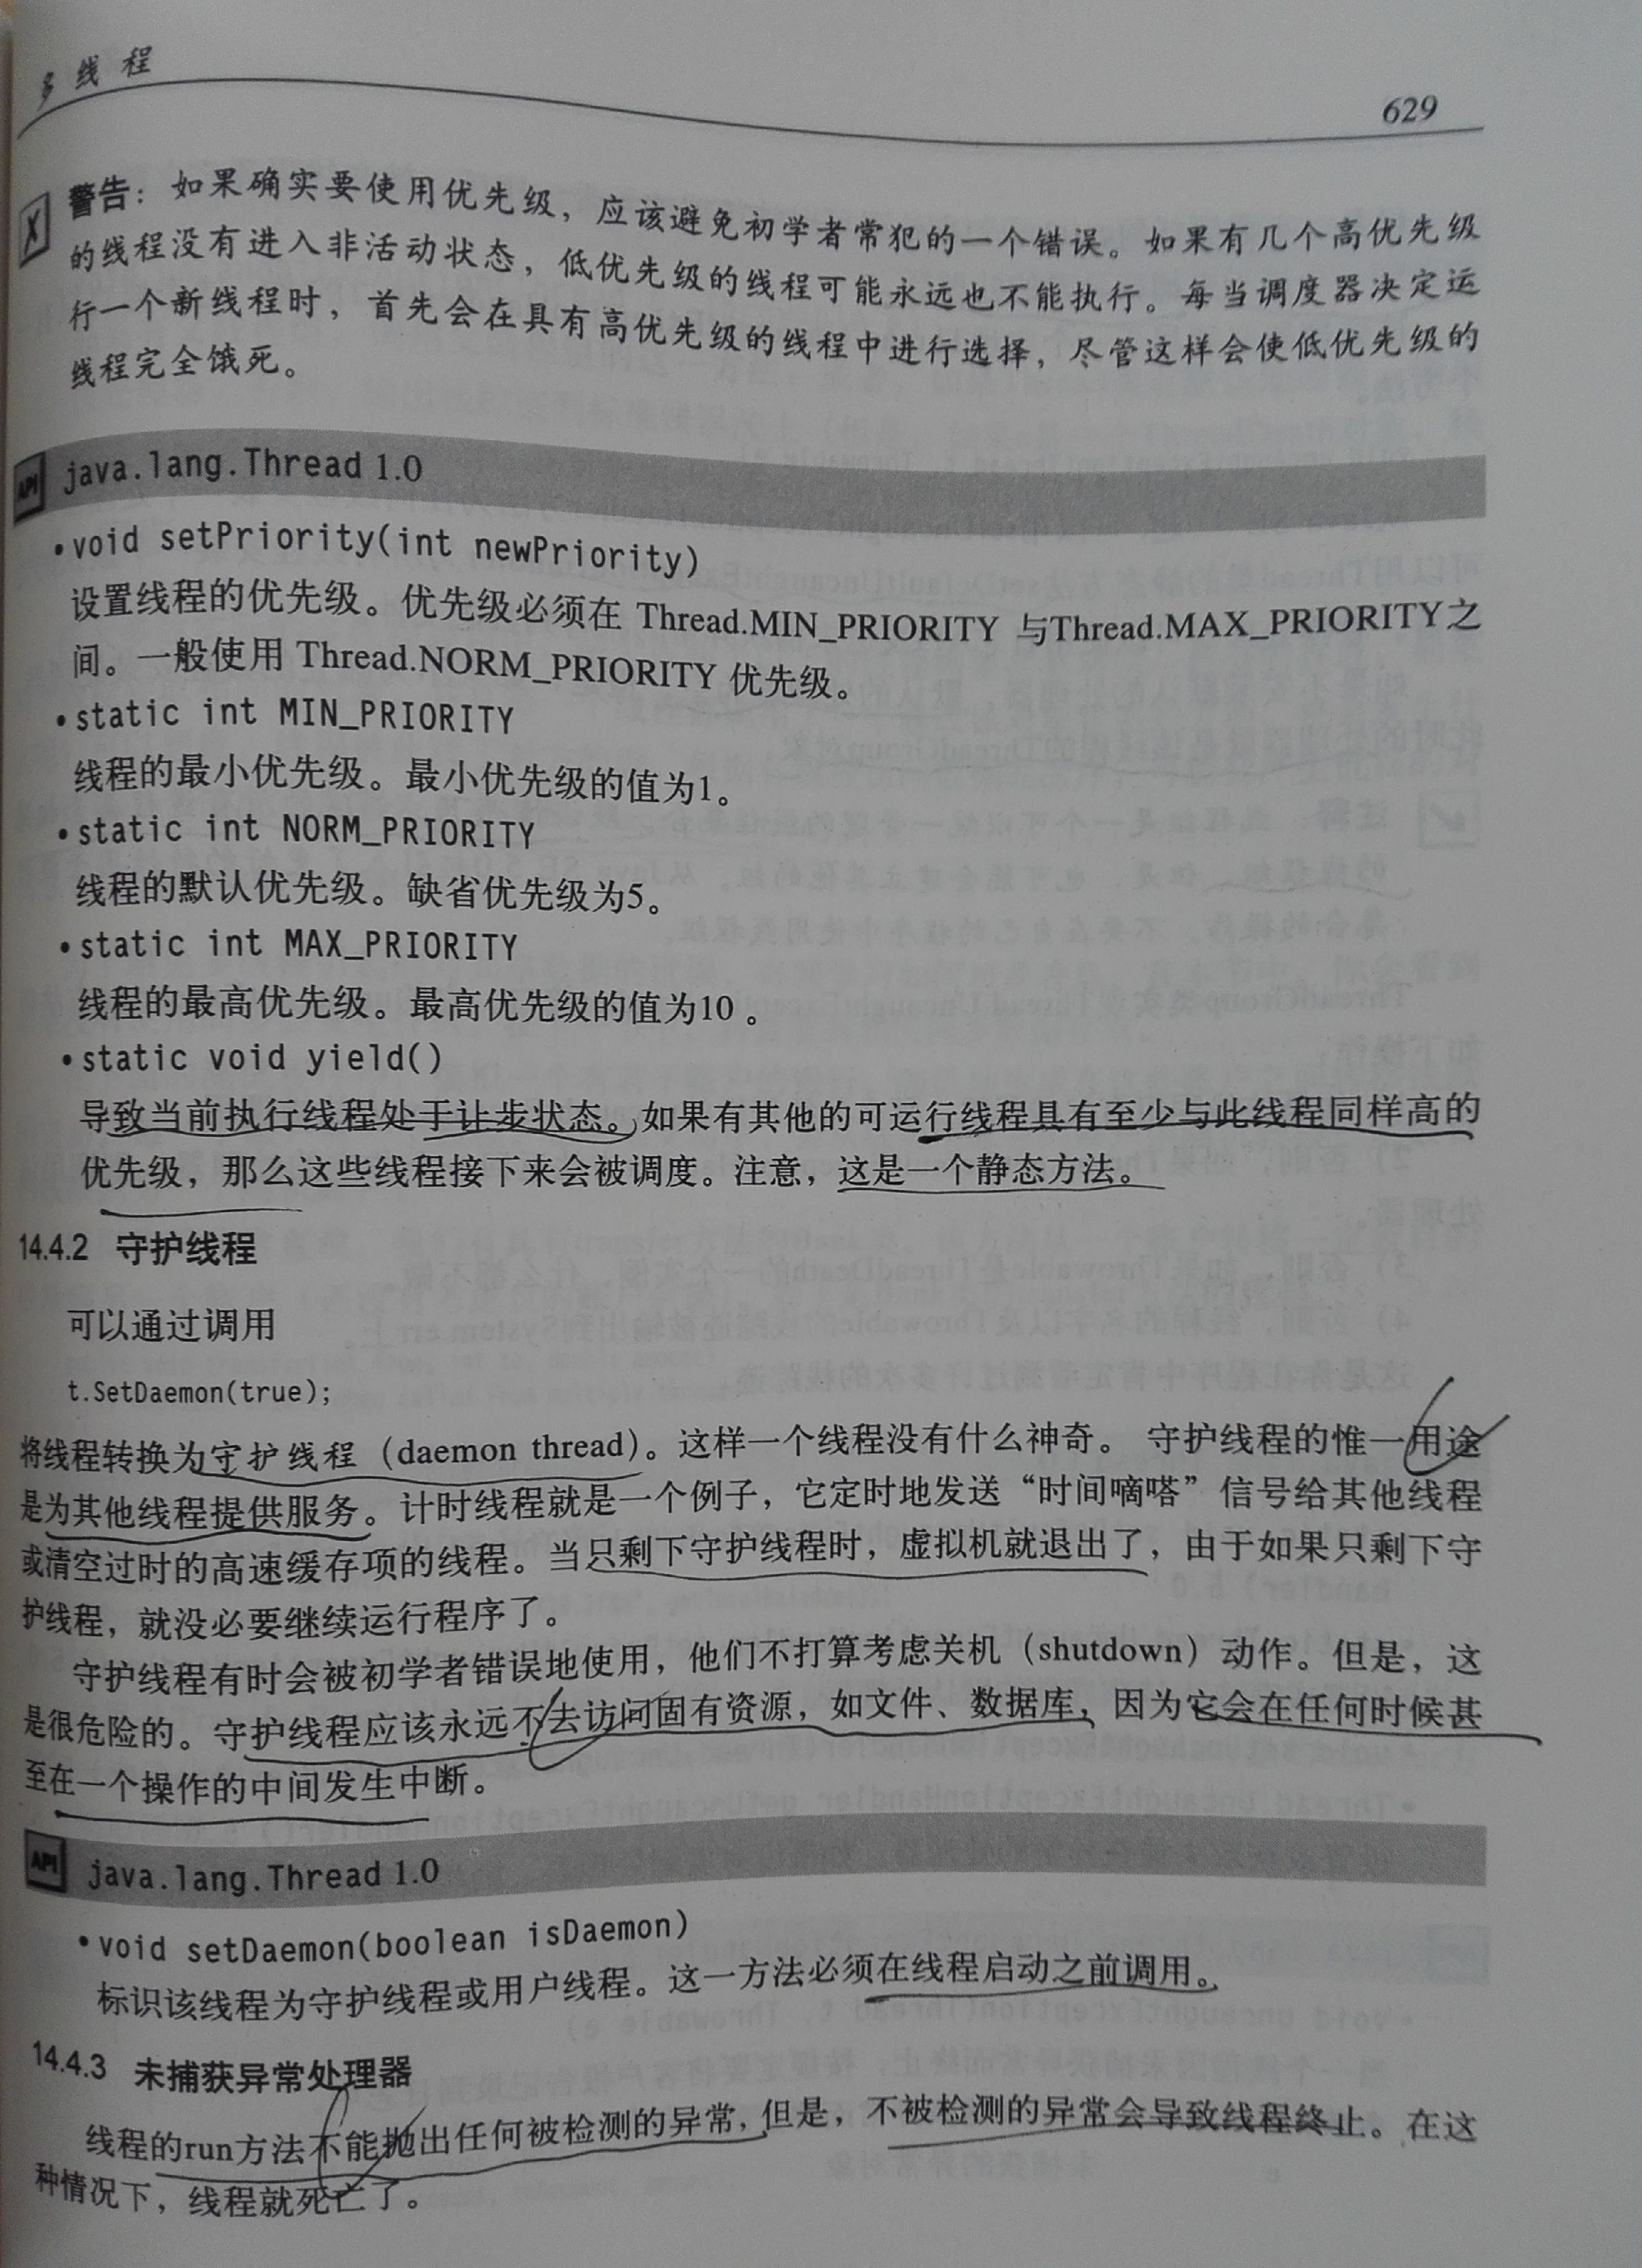 多线程
629
警告：如果确实要使用优先级，应该避免初学者常犯的一个错误。如果有几个高优先级
的线程没有进入非活动状态，低优先级的线程可能永远也不能执行。每当调度器决定运
行一个新线程时，首先会在具有高优先级的线程中进行选择，尽管这样会使低优先级的
线程完全饿死。
API java.lang.Thread 1.0
•void setPriority(int newPriority)
设置线程的优先级。优先级必须在 Thread.MIN_PRIORITY 与Thread.MAX_PRIORITY之
间。一般使用 Thread.NORM_PRIORITY 优先级。
•static int MIN_PRIORITY
线程的最小优先级。最小优先级的值为1。
•static int NORM_PRIORITY
线程的默认优先级。缺省优先级为5。
•static int MAX_PRIORITY
线程的最高优先级。最高优先级的值为10 。
•static void yield()
导致当前执行线程处于让步状态。如果有其他的可运行线程具有至少与此线程同样高的
优先级，那么这些线程接下来会被调度。注意，这是一个静态方法。
14.4.2 守护线程
可以通过调用
t.SetDaemon(true);
将线程转换为守护线程（daemon thread）。这样一个线程没有什么神奇。 守护线程的惟一用途
是为其他线程提供服务。计时线程就是一个例子，它定时地发送“时间嘀嗒”信号给其他线程
或清空过时的高速缓存项的线程。当只剩下守护线程时，虚拟机就退出了，由于如果只剩下守
护线程，就没必要继续运行程序了。
守护线程有时会被初学者错误地使用，他们不打算考虑关机（shutdown）动作。但是，这
是很危险的。守护线程应该永远不去访问固有资源，如文件、数据库，因为它会在任何时候甚
至在一个操作的中间发生中断。
API java.lang.Thread 1.0
•void setDaemon(boolean isDaemon)
标识该线程为守护线程或用户线程。这一方法必须在线程启动之前调用。
14.4.3 未捕获异常处理器
线程的run方法不能抛出任何被检测的异常，但是，不被检测的异常会导致线程终止。在这
种情况下，线程就死亡了。